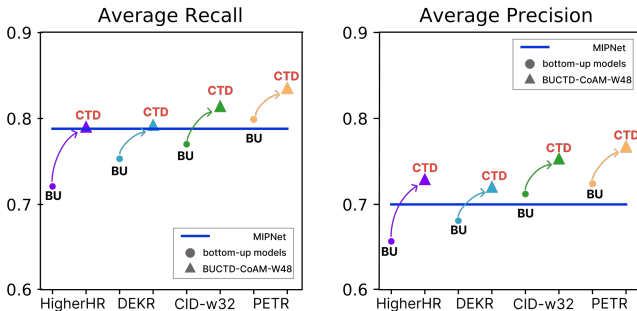 Average Recall
0.9
0.8
0.7
0.6
CTD
CTD
CTD
CTD
BU
BU
BU
BU
MIPNet
bottom-up models
BUCTD-CoAM-W48
HigherHR DEKR CID-w32 PETR
Average Precision
0.9
0.8
0.7
0.6
MIPNet
bottom-up models
BUCTD-CoAM-W48
CTD
CTD
CTD
CTD
BU
BU
BU
BU
HigherHR DEKR CID-w32 PETR